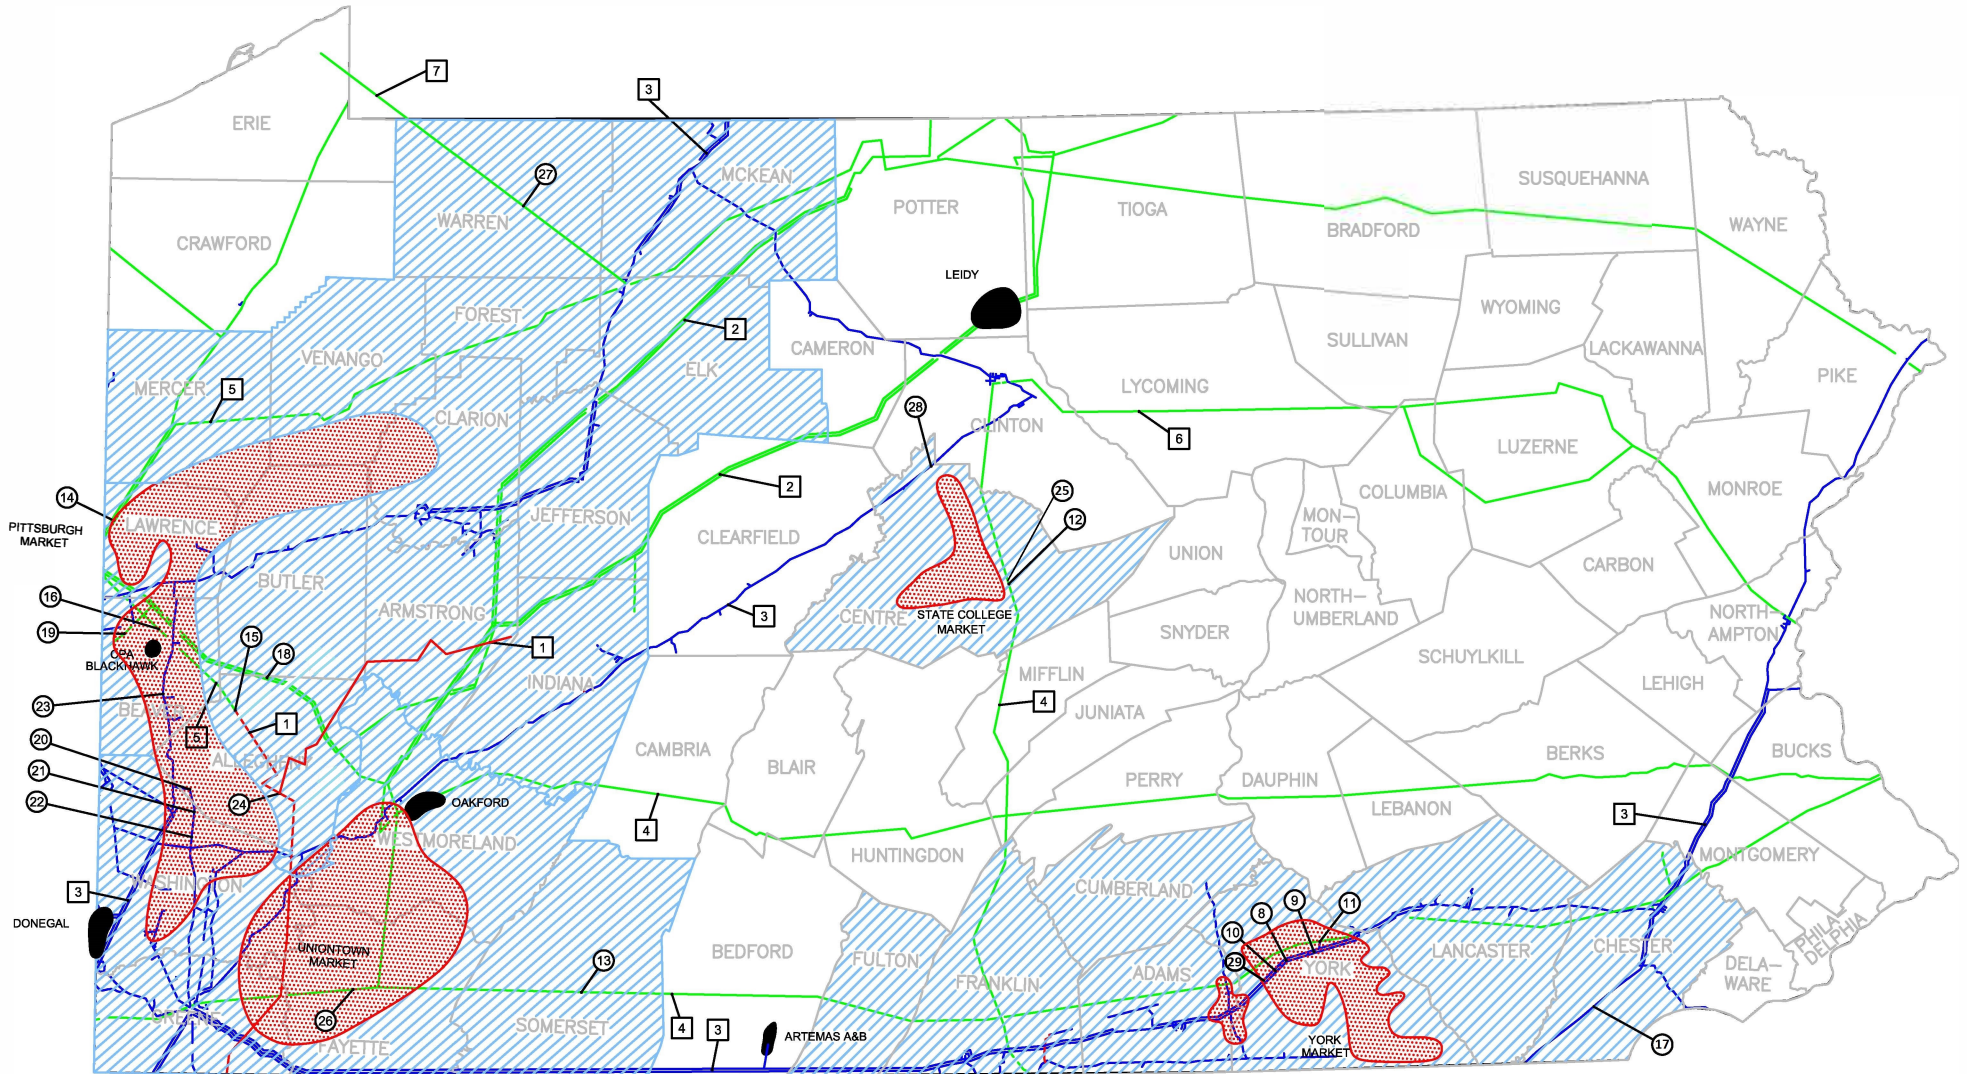 7
3
ERIE
27
MCKEAN
WARREN
POTTER
TIOGA
SUSQUEHANNA
WAYNE
BRADFORD
CRAWFORD
LEIDY
FOREST
2
WYOMING
VENANGO
CAMERON
SULLIVAN
LACKAWANNA
ELK
MERCER
5
LYCOMING
PIKE
28
CLARION
CLINTON
6
LUZERNE
14
2
25
COLUMBIA
MONROE
PITTSBURGH
MARKET
LAWRENCE
JEFFERSON
12
MON-
TOUR
CLEARFIELD
UNION
CARBON
BUTLER
16
ARMSTRONG
3
CENTRE
STATE COLLEGE
MARKET
NORTH-
UMBERLAND
NORTH-
AMPTON
19
15
18
1
SNYDER
CPA
BLACKHAWK
SCHUYLKILL
INDIANA
MIFFLIN
LEHIGH
23
BEAVER
1
4
JUNIATA
20
5
ALLEGHENY
CAMBRIA
BLAIR
BERKS
BUCKS
21
PERRY
DAUPHIN
22
24
OAKFORD
LEBANON
4
3
WESTMORELAND
HUNTINGDON
MONTGOMERY
3
WASHINGTON
CUMBERLAND
DONEGAL
8
9
11
10
UNIONTOWN
MARKET
13
BEDFORD
FULTON
29
YORK
LANCASTER
CHESTER
PHILA-
DELPHIA
FRANKLIN
ADAMS
DELA-
WARE
GREENE
26
SOMERSET
4
3
ARTEMAS A&B
YORK
MARKET
17
FAYETTE